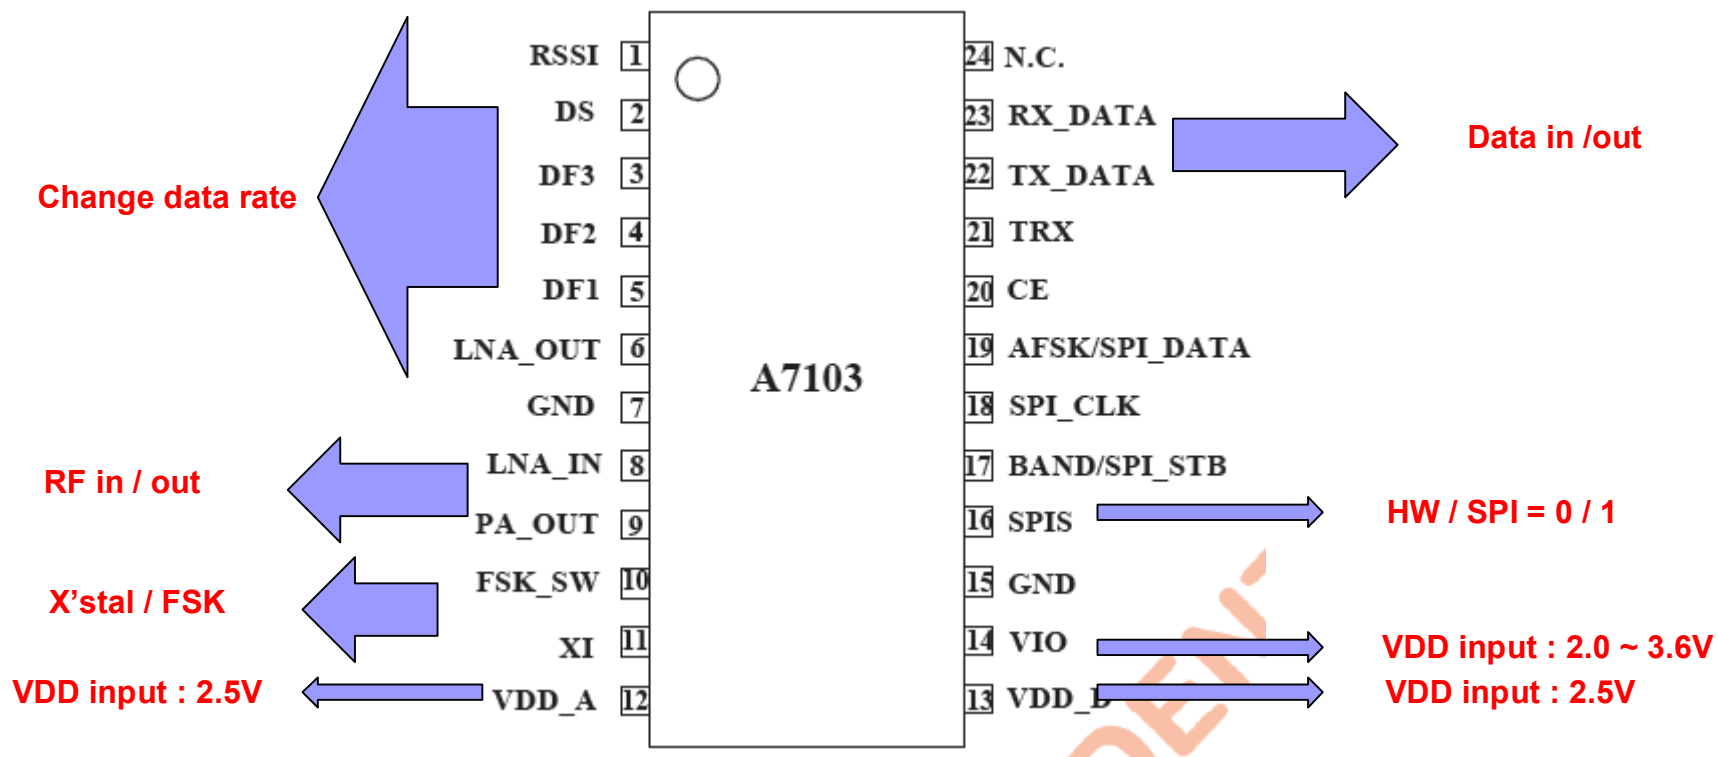 RSSI 1
24 N.C.
DS 2
23 RX_DATA
Data in /out
DF3 3
22 TX_DATA
Change data rate
DF2 4
21 TRX
DF1 5
20 CE
LNA_OUT 6
19 AFSK/SPI_DATA
A7103
GND 7
18 SPI_CLK
LNA_IN 8
17 BAND/SPI_STB
RF in / out
PA_OUT 9
16 SPIS
HW / SPI = 0 / 1
FSK_SW 10
15 GND
X’stal / FSK
XI 11
14 VIO
VDD input : 2.0 ~ 3.6V
VDD input : 2.5V
VDD_A 12
13 VDD_D
VDD input : 2.5V